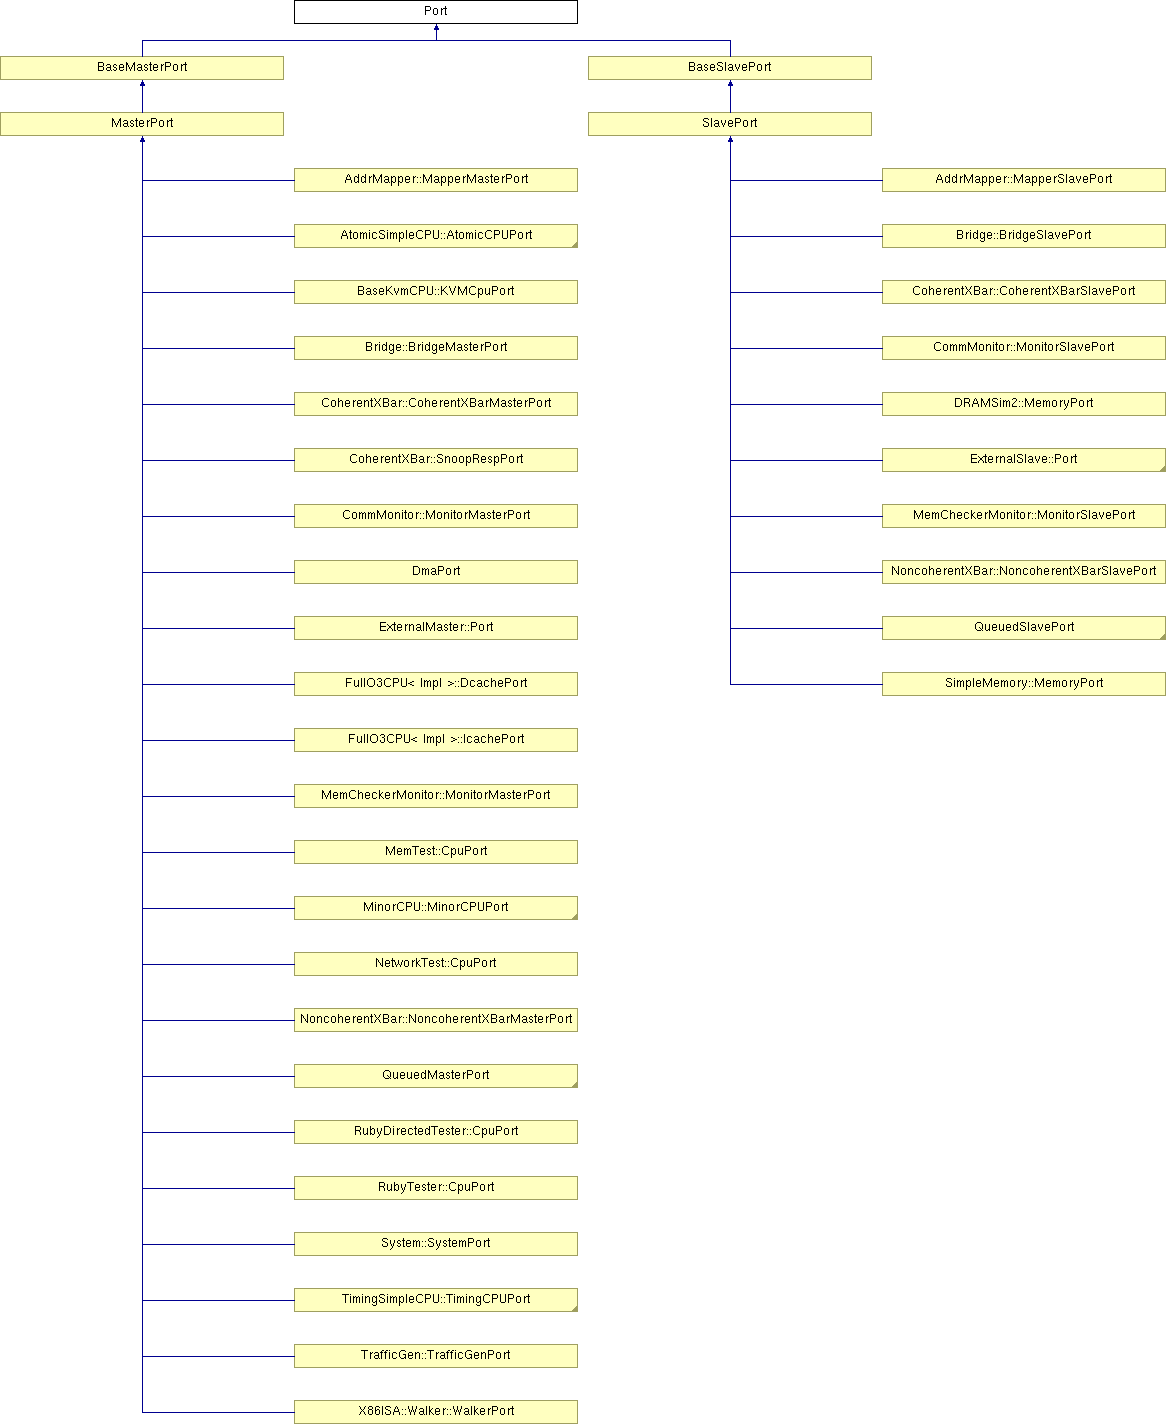 Port
BaseMasterPort
BaseSlavePort
MasterPort
SlavePort
AddrMapper::MapperMasterPort
AddrMapper::MapperSlavePort
AtomicSimpleCPU::AtomicCPUPort
Bridge::BridgeSlavePort
BaseKvmCPU::KVMCpuPort
CoherentXBar::CoherentXBarSlavePort
Bridge::BridgeMasterPort
CommMonitor::MonitorSlavePort
CoherentXBar::CoherentXBarMasterPort
DRAMSim2::MemoryPort
CoherentXBar::SnoopRespPort
ExternalSlave::Port
CommMonitor::MonitorMasterPort
MemCheckerMonitor::MonitorSlavePort
DmaPort
NoncoherentXBar::NoncoherentXBarSlavePort
ExternalMaster::Port
QueuedSlavePort
FullO3CPU< Impl >::DcachePort
SimpleMemory::MemoryPort
FullO3CPU< Impl >::IcachePort
MemCheckerMonitor::MonitorMasterPort
MemTest::CpuPort
MinorCPU::MinorCPUPort
NetworkTest::CpuPort
NoncoherentXBar::NoncoherentXBarMasterPort
QueuedMasterPort
RubyDirectedTester::CpuPort
RubyTester::CpuPort
System::SystemPort
TimingSimpleCPU::TimingCPUPort
TrafficGen::TrafficGenPort
X86ISA::Walker::WalkerPort